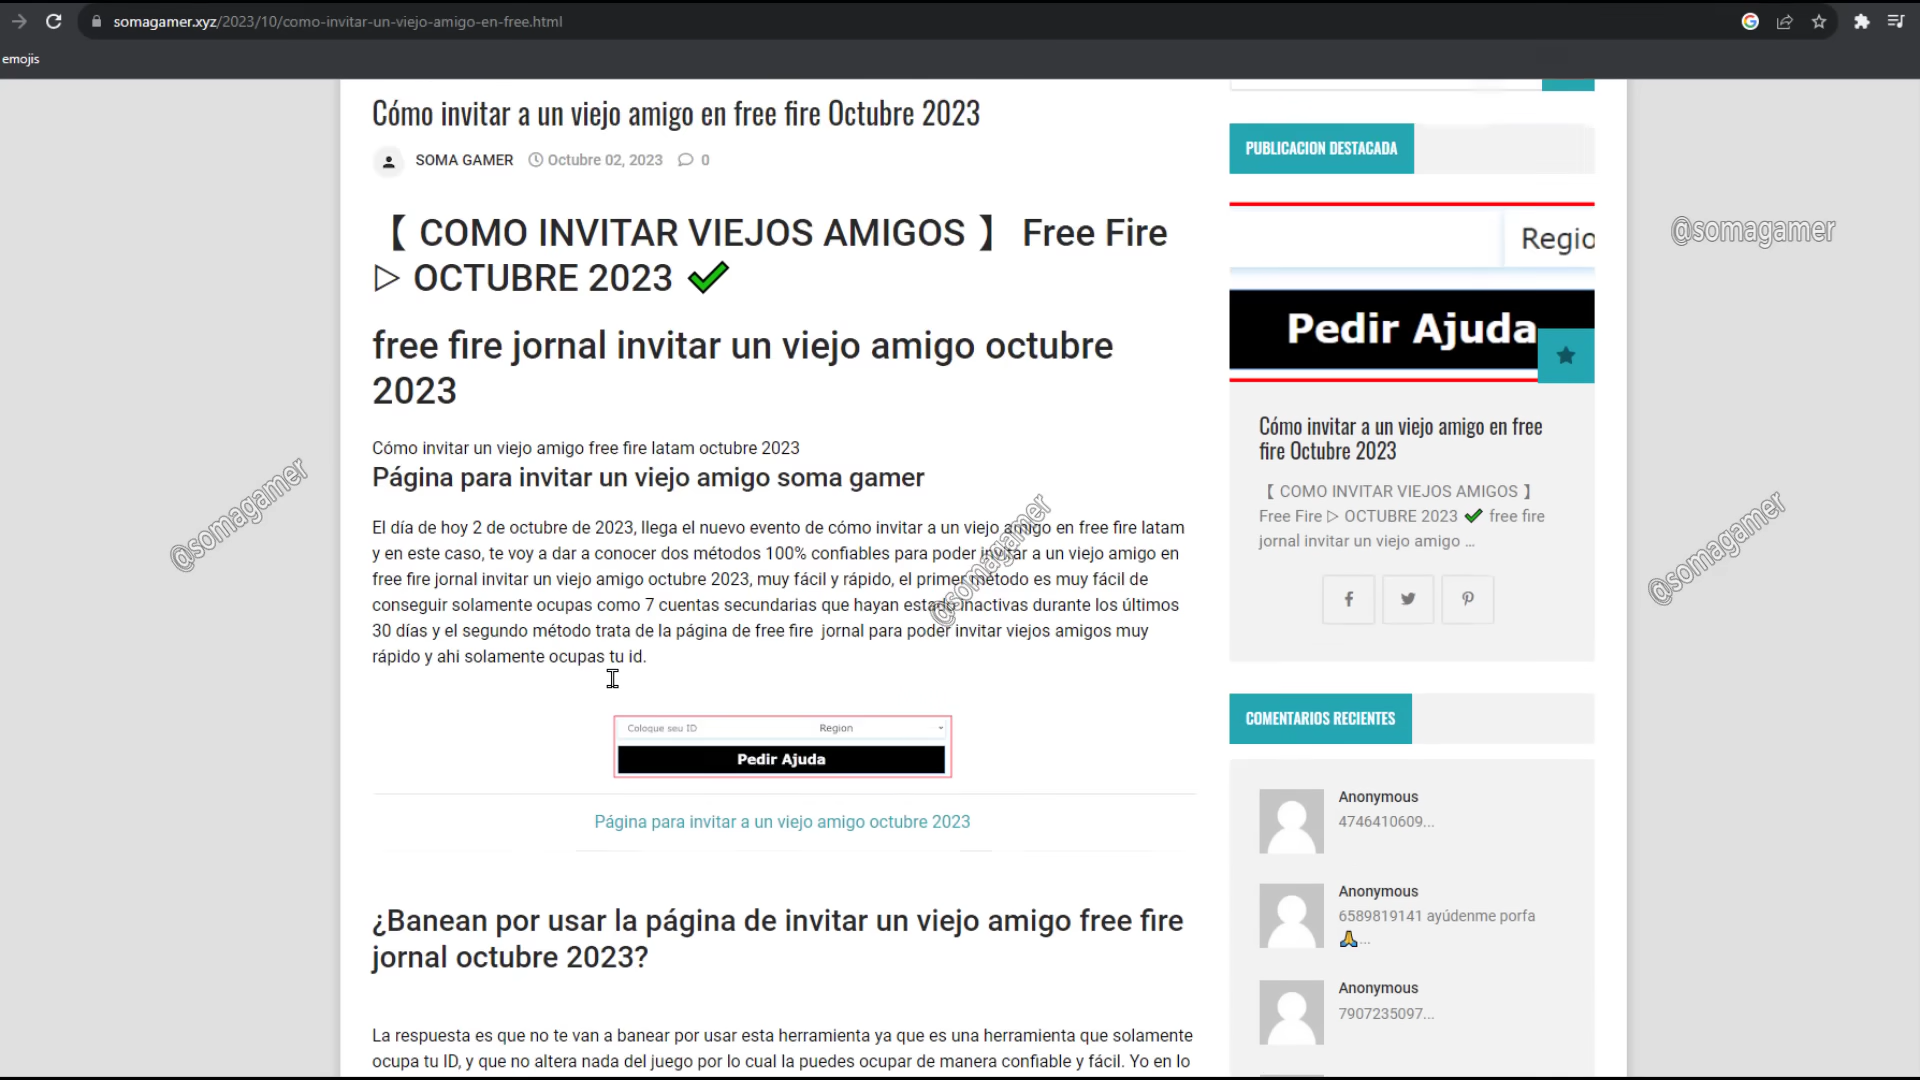 somagamer.xyz/2023/10/como-invitar-un-viejo-amigo-en-free.html
emojis
Cómo invitar a un viejo amigo en free fire Octubre 2023
SOMA GAMER Octubre 02, 2023 0
【 COMO INVITAR VIEJOS AMIGOS 】 Free Fire
▷ OCTUBRE 2023 ✔
free fire jornal invitar un viejo amigo octubre
2023
Cómo invitar un viejo amigo free fire latam octubre 2023
Página para invitar un viejo amigo soma gamer
El día de hoy 2 de octubre de 2023, llega el nuevo evento de cómo invitar a un viejo amigo en free fire latam
y en este caso, te voy a dar a conocer dos métodos 100% confiables para poder invitar a un viejo amigo en
free fire jornal invitar un viejo amigo octubre 2023, muy fácil y rápido, el primer método es muy fácil de
conseguir solamente ocupas como 7 cuentas secundarias que hayan estado inactivas durante los últimos
30 días y el segundo método trata de la página de free fire jornal para poder invitar viejos amigos muy
rápido y ahi solamente ocupas tu id.
Coloque seu ID Region
Pedir Ajuda
Página para invitar a un viejo amigo octubre 2023
¿Banean por usar la página de invitar un viejo amigo free fire
jornal octubre 2023?
La respuesta es que no te van a banear por usar esta herramienta ya que es una herramienta que solamente
ocupa tu ID, y que no altera nada del juego por lo cual la puedes ocupar de manera confiable y fácil. Yo en lo
PUBLICACION DESTACADA
Regio
Pedir Ajuda
Cómo invitar a un viejo amigo en free
fire Octubre 2023
【 COMO INVITAR VIEJOS AMIGOS 】
Free Fire ▷ OCTUBRE 2023 ✔ free fire
jornal invitar un viejo amigo ...
COMENTARIOS RECIENTES
Anonymous
4746410609...
Anonymous
6589819141 ayúdenme porfa
🙏...
Anonymous
7907235097...
@somagamer
@somagamer
@somagamer
@somagamer